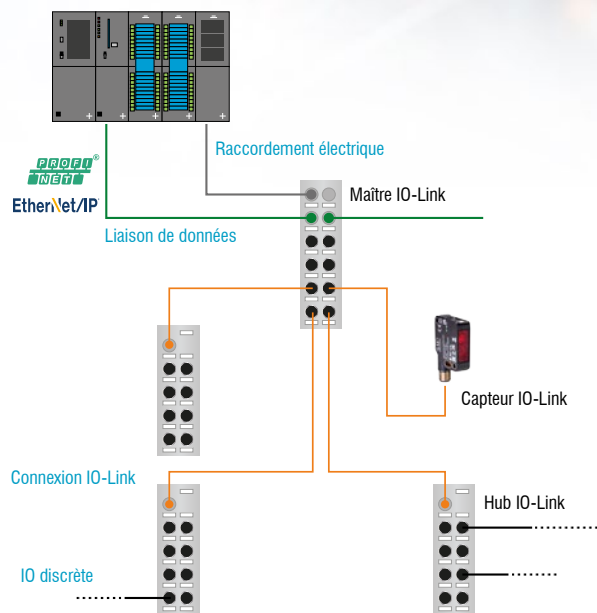 Raccordement électrique
PROFI®
NET
EtherNet/IP
Maître IO-Link
Liaison de données
Capteur IO-Link
Connexion IO-Link
Hub IO-Link
IO discrète